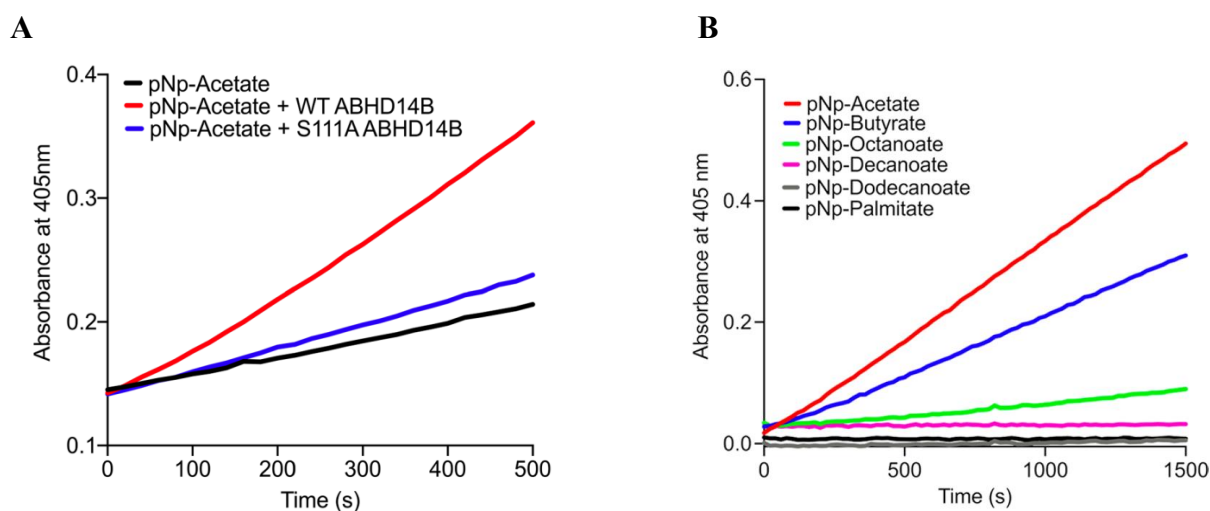 A
Absorbance at 405nm
0.4
0.3
0.2
0.1
pNp-Acetate
pNp-Acetate + WT ABHD14B
pNp-Acetate + S111A ABHD14B
0 100 200 300 400 500
Time (s)
B
Absorbance at 405 nm
0.6
0.4
0.2
0.0
pNp-Acetate
pNp-Butyrate
pNp-Octanoate
pNp-Decanoate
pNp-Dodecanoate
pNp-Palmitate
0 500 1000 1500
Time (s)